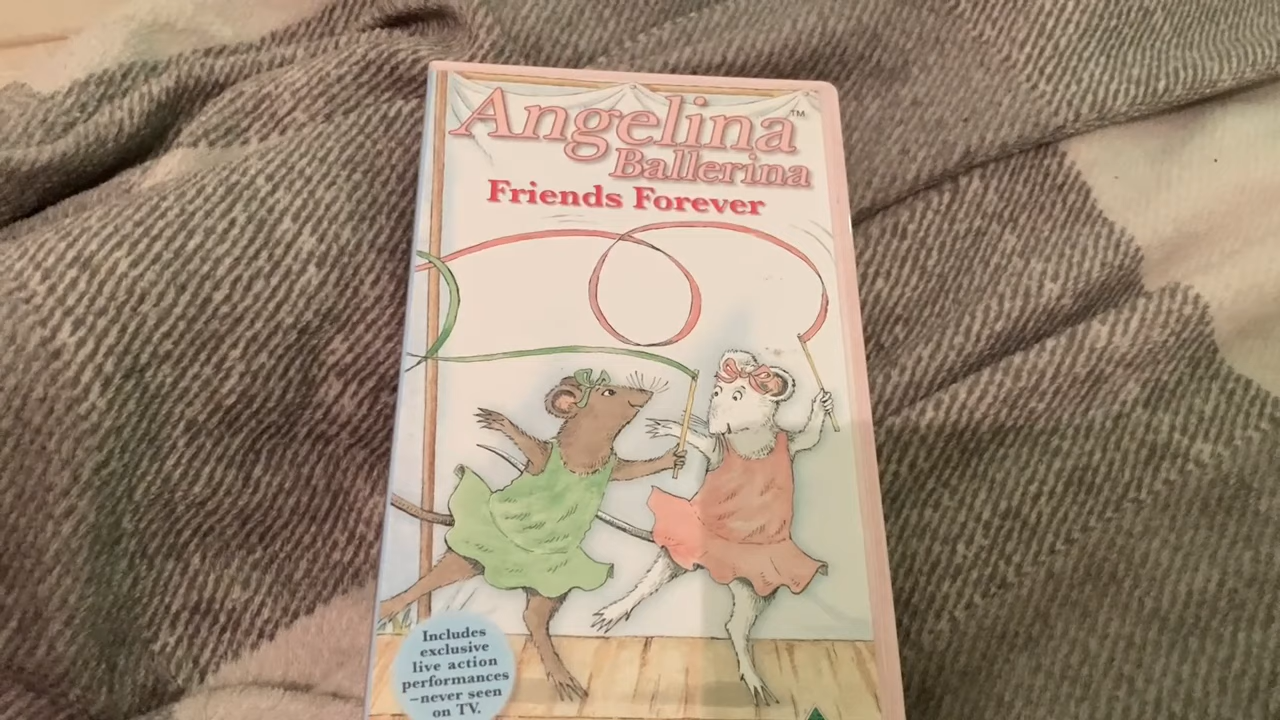 Angelina™
Ballerina
Friends Forever
Includes
exclusive
live action
performances
–never seen
on TV.